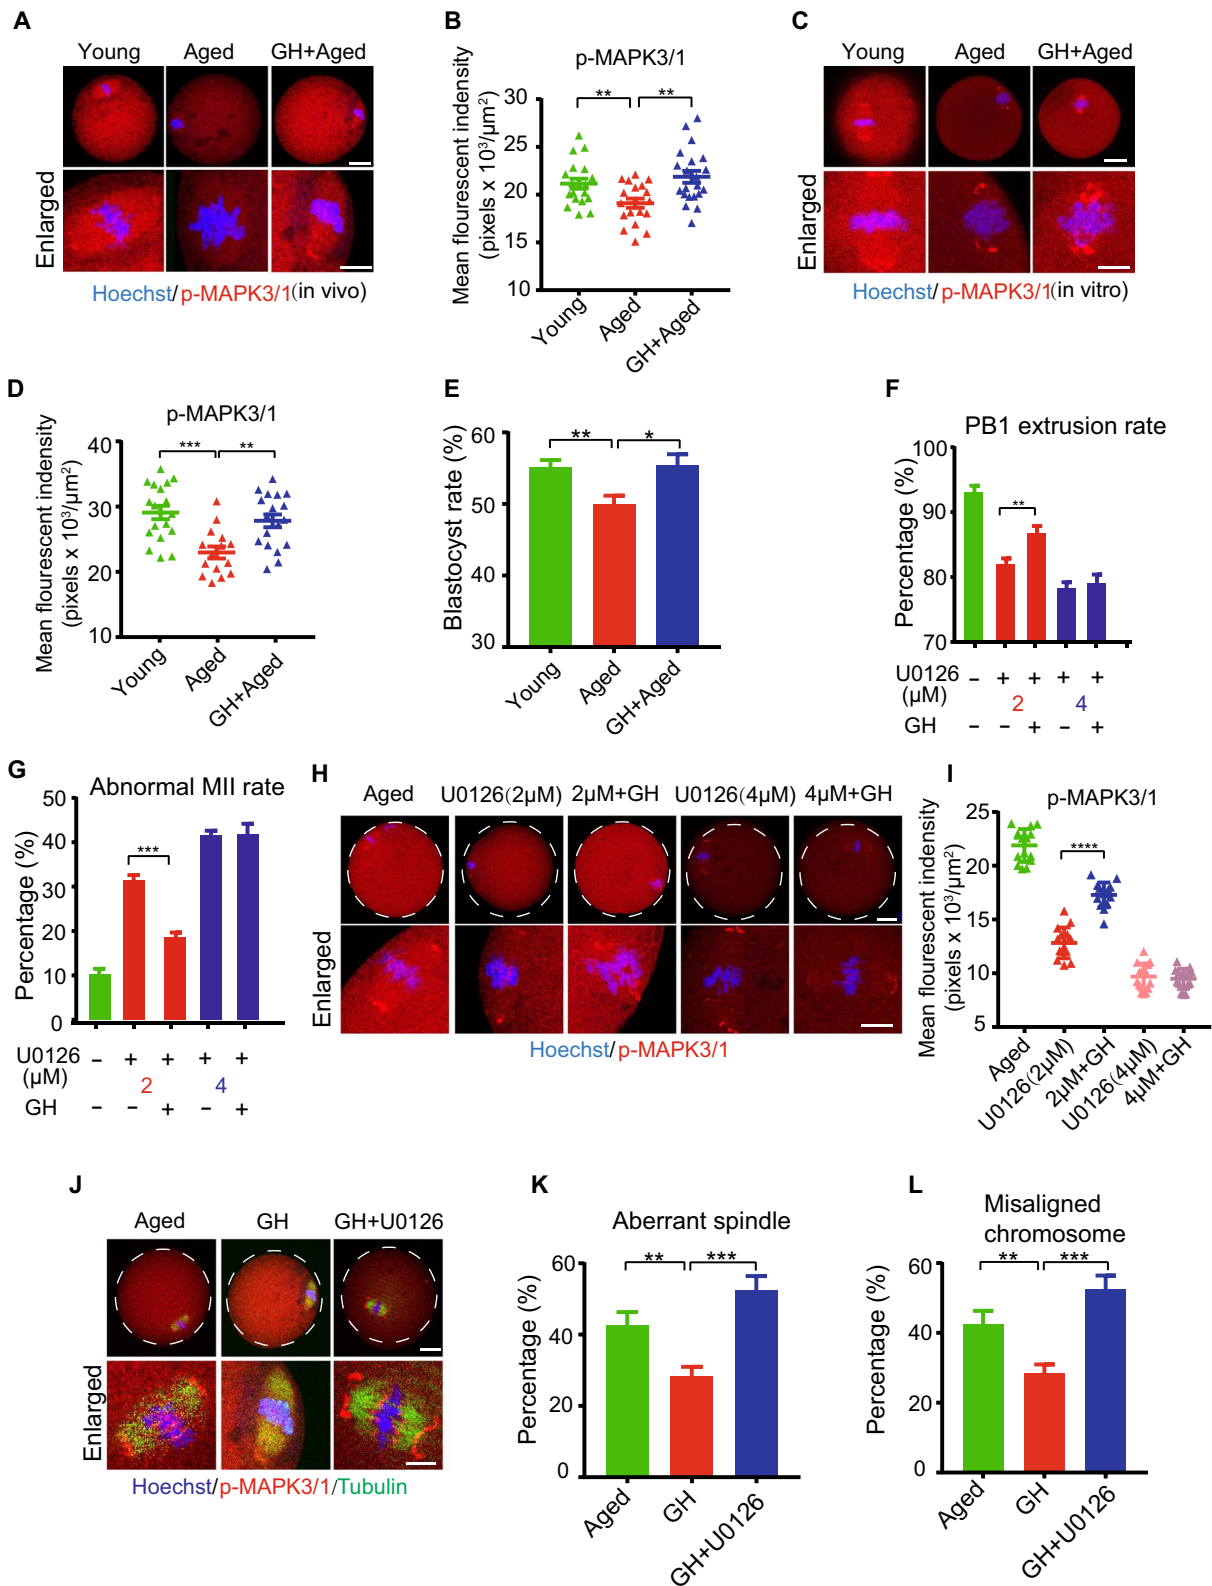 A
Young Aged GH+Aged
Enlarged
Hoechst/p-MAPK3/1(in vivo)
B
p-MAPK3/1
Mean flourescent indensity
(pixels x 10³/µm²)
30
25
20
15
10
** **
Young Aged GH+Aged
C
Young Aged GH+Aged
Enlarged
Hoechst/p-MAPK3/1(in vitro)
D
p-MAPK3/1
Mean flourescent indensity
(pixels x 10³/µm²)
40
30
20
10
*** **
Young Aged GH+Aged
E
Blastocyst rate (%)
60
50
40
30
** *
Young Aged GH+Aged
F
PB1 extrusion rate
Percentage (%)
100
90
80
70
**
U0126 − + + + +
(µM) 2 4
GH − − + − +
G
Abnormal MII rate
Percentage (%)
50
40
30
20
10
0
***
U0126 − + + + +
(µM) 2 4
GH − − + − +
H
Aged U0126(2µM) 2µM+GH U0126(4µM) 4µM+GH
Enlarged
Hoechst/p-MAPK3/1
I
p-MAPK3/1
Mean flourescent indensity
(pixels x 10³/µm²)
25
20
15
10
5
****
Aged U0126(2µM) 2µM+GH U0126(4µM) 4µM+GH
J
Aged GH GH+U0126
Enlarged
Hoechst/p-MAPK3/1/Tubulin
K
Aberrant spindle
Percentage (%)
60
40
20
0
** ***
Aged GH GH+U0126
L
Misaligned
chromosome
Percentage (%)
60
40
20
0
** ***
Aged GH GH+U0126